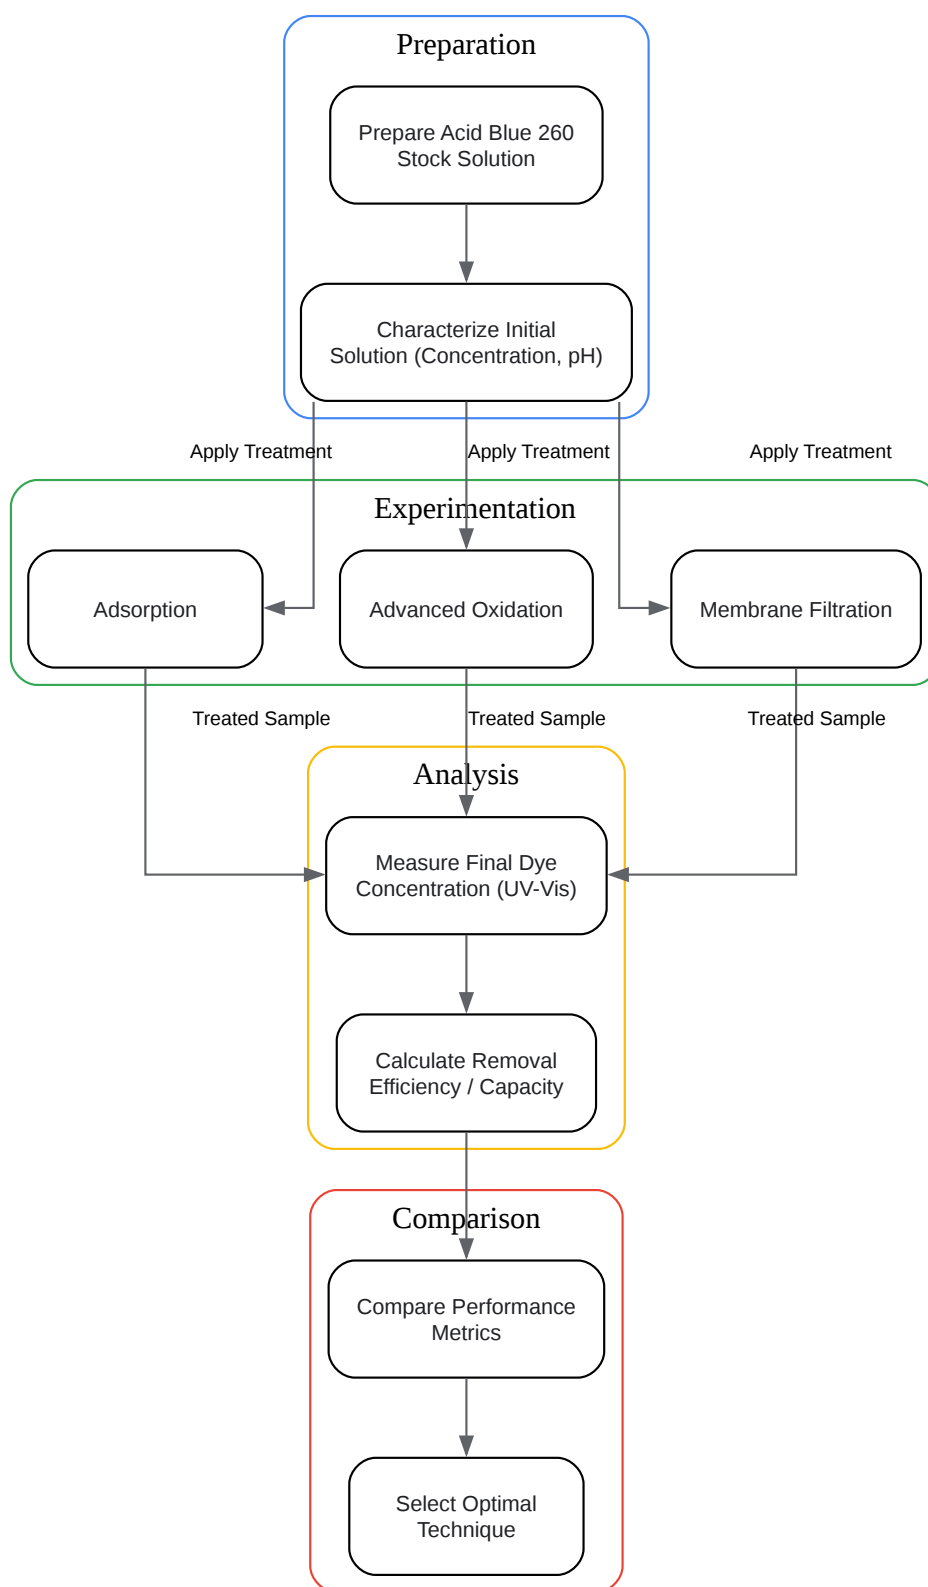 Preparation
Prepare Acid Blue 260
Stock Solution
Characterize Initial
Solution (Concentration, pH)
Apply Treatment
Apply Treatment
Apply Treatment
Experimentation
Adsorption
Advanced Oxidation
Membrane Filtration
Treated Sample
Treated Sample
Treated Sample
Analysis
Measure Final Dye
Concentration (UV-Vis)
Calculate Removal
Efficiency / Capacity
Comparison
Compare Performance
Metrics
Select Optimal
Technique